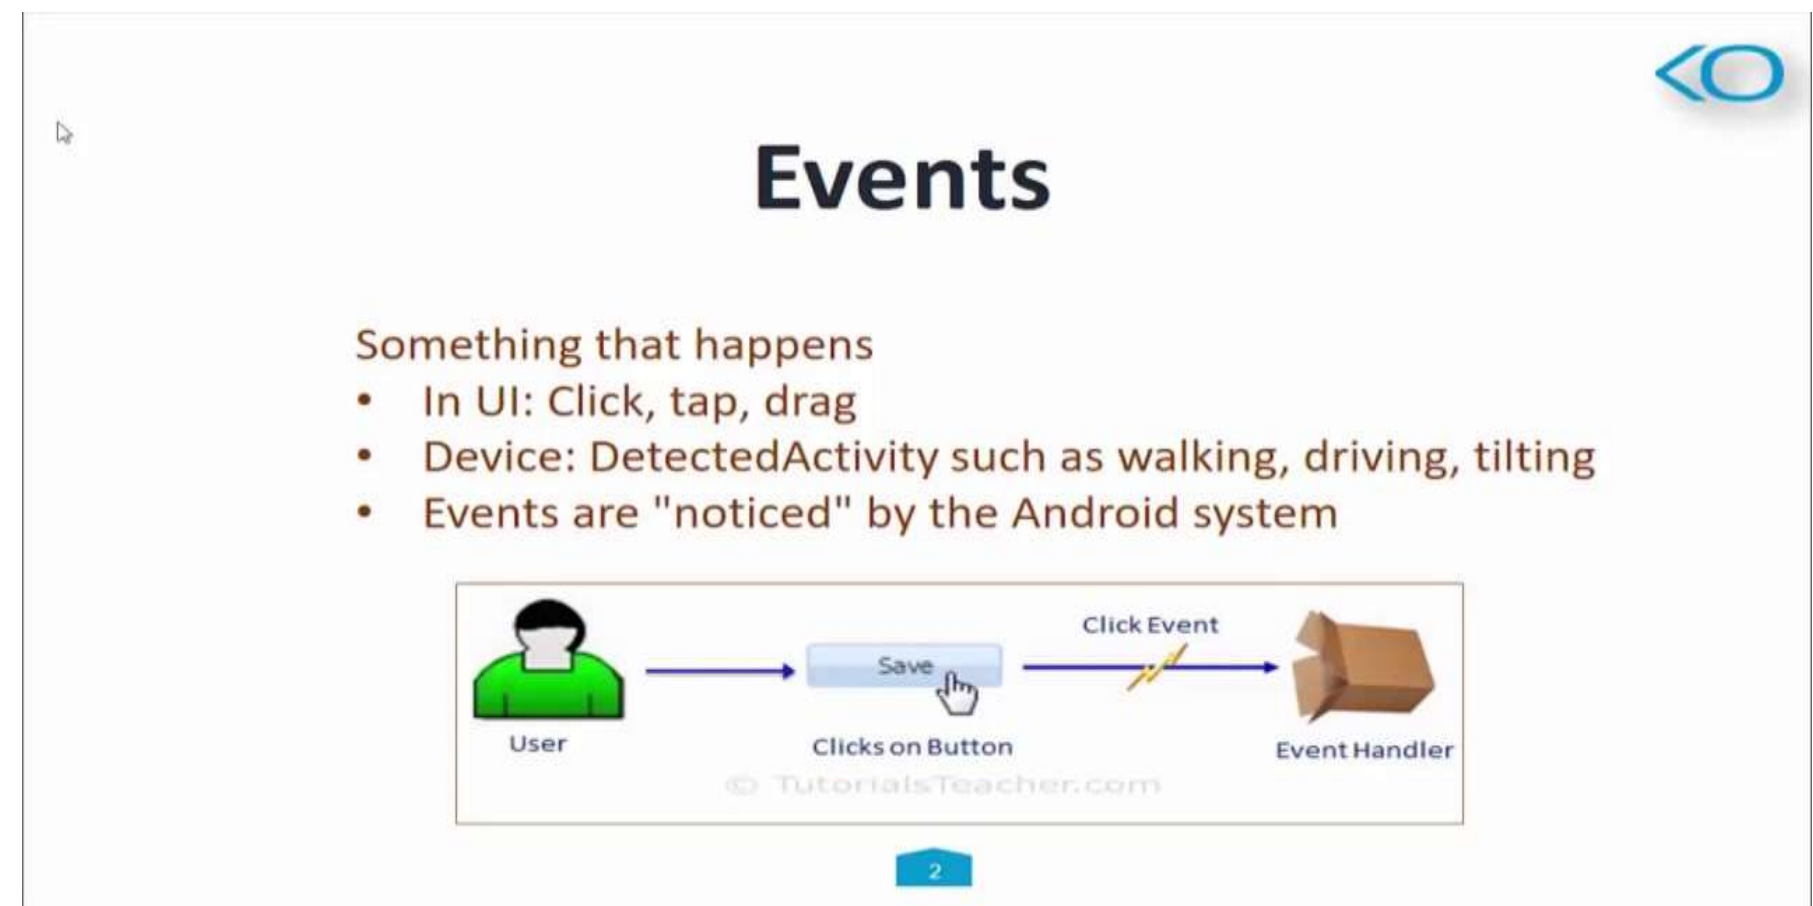 Events
Something that happens
• In UI: Click, tap, drag
• Device: DetectedActivity such as walking, driving, tilting
• Events are "noticed" by the Android system
Click Event
Save
User
Clicks on Button
Event Handler
© TutorialsTeacher.com
2